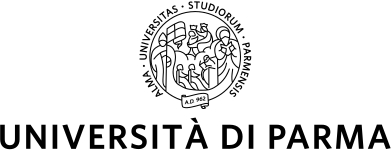 ALMA · UNIVERSITAS · STUDIORUM · PARMENSIS
A.D. 962
UNIVERSITÀ DI PARMA